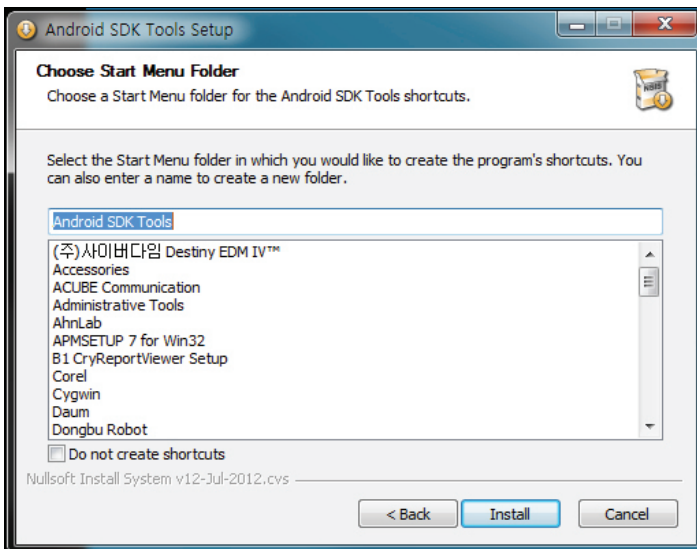 Android SDK Tools Setup
Choose Start Menu Folder
Choose a Start Menu folder for the Android SDK Tools shortcuts.
NSIS
Select the Start Menu folder in which you would like to create the program's shortcuts. You
can also enter a name to create a new folder.
Android SDK Tools
(주)사이버다임 Destiny EDM IV™
Accessories
ACUBE Communication
Administrative Tools
AhnLab
APMSETUP 7 for Win32
B1 CryReportViewer Setup
Corel
Cygwin
Daum
Dongbu Robot
Do not create shortcuts
Nullsoft Install System v12-Jul-2012.cvs
< Back
Install
Cancel